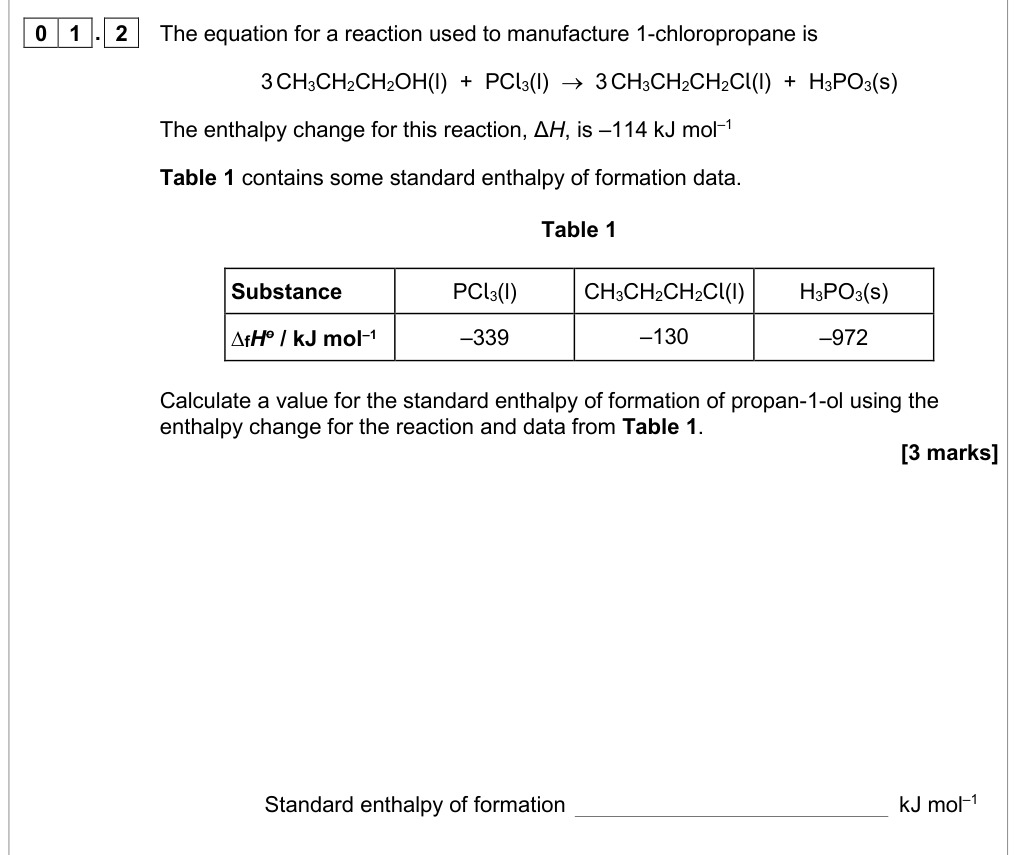 0 1 . 2 The equation for a reaction used to manufacture 1-chloropropane is
3 CH₃CH₂CH₂OH(l) + PCl₃(l) → 3 CH₃CH₂CH₂Cl(l) + H₃PO₃(s)
The enthalpy change for this reaction, ΔH, is –114 kJ mol⁻¹
Table 1 contains some standard enthalpy of formation data.
Table 1
Substance PCl₃(l) CH₃CH₂CH₂Cl(l) H₃PO₃(s)
ΔfH⦵ / kJ mol⁻¹ –339 –130 –972
Calculate a value for the standard enthalpy of formation of propan-1-ol using the
enthalpy change for the reaction and data from Table 1.
[3 marks]
Standard enthalpy of formation kJ mol⁻¹